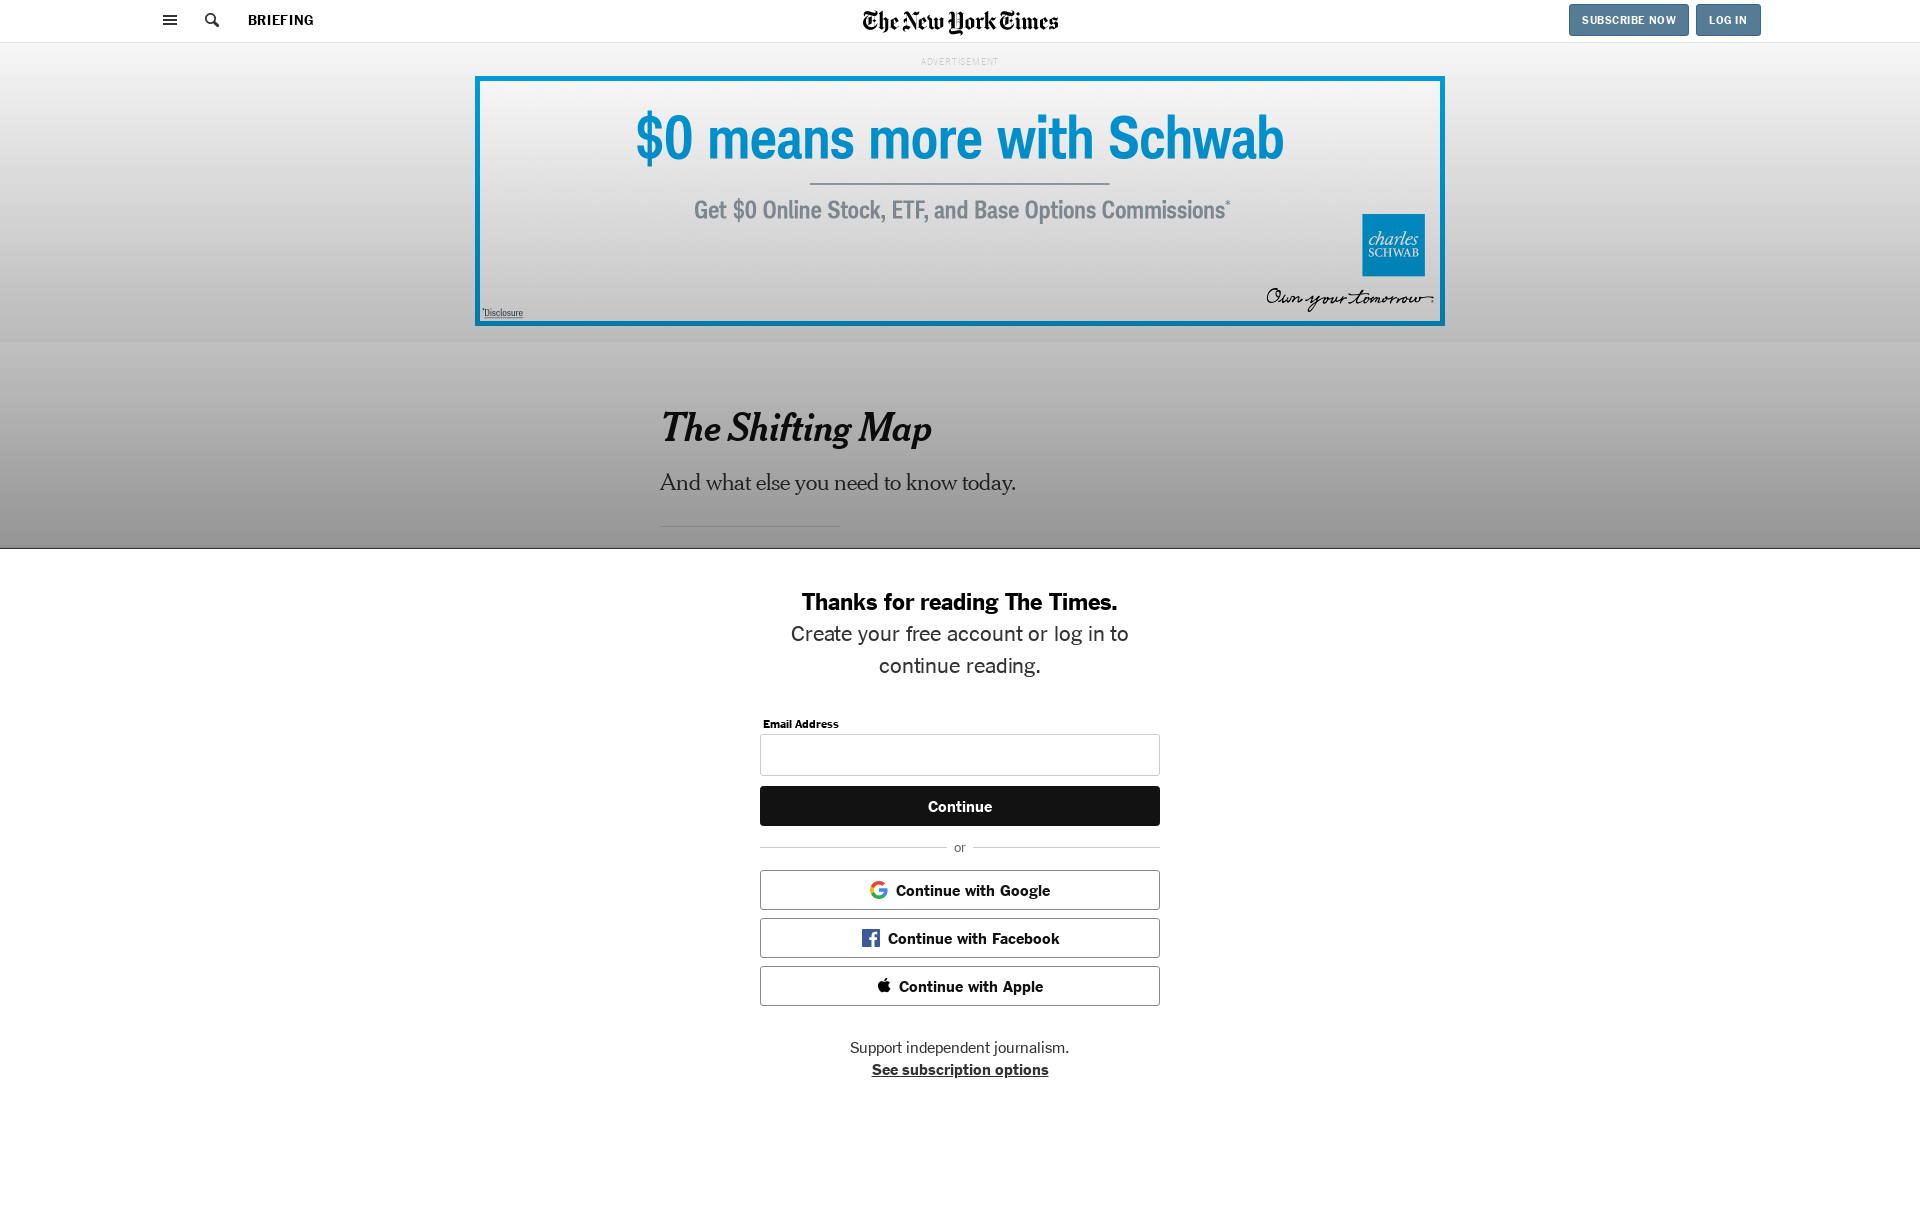 BRIEFING
The New York Times
SUBSCRIBE NOW
LOG IN
ADVERTISEMENT
$0 means more with Schwab
Get $0 Online Stock, ETF, and Base Options Commissions*
charles
SCHWAB
Own your tomorrow®
*Disclosure
The Shifting Map
And what else you need to know today.
Thanks for reading The Times.
Create your free account or log in to
continue reading.
Email Address
Continue
or
Continue with Google
Continue with Facebook
Continue with Apple
Support independent journalism.
See subscription options